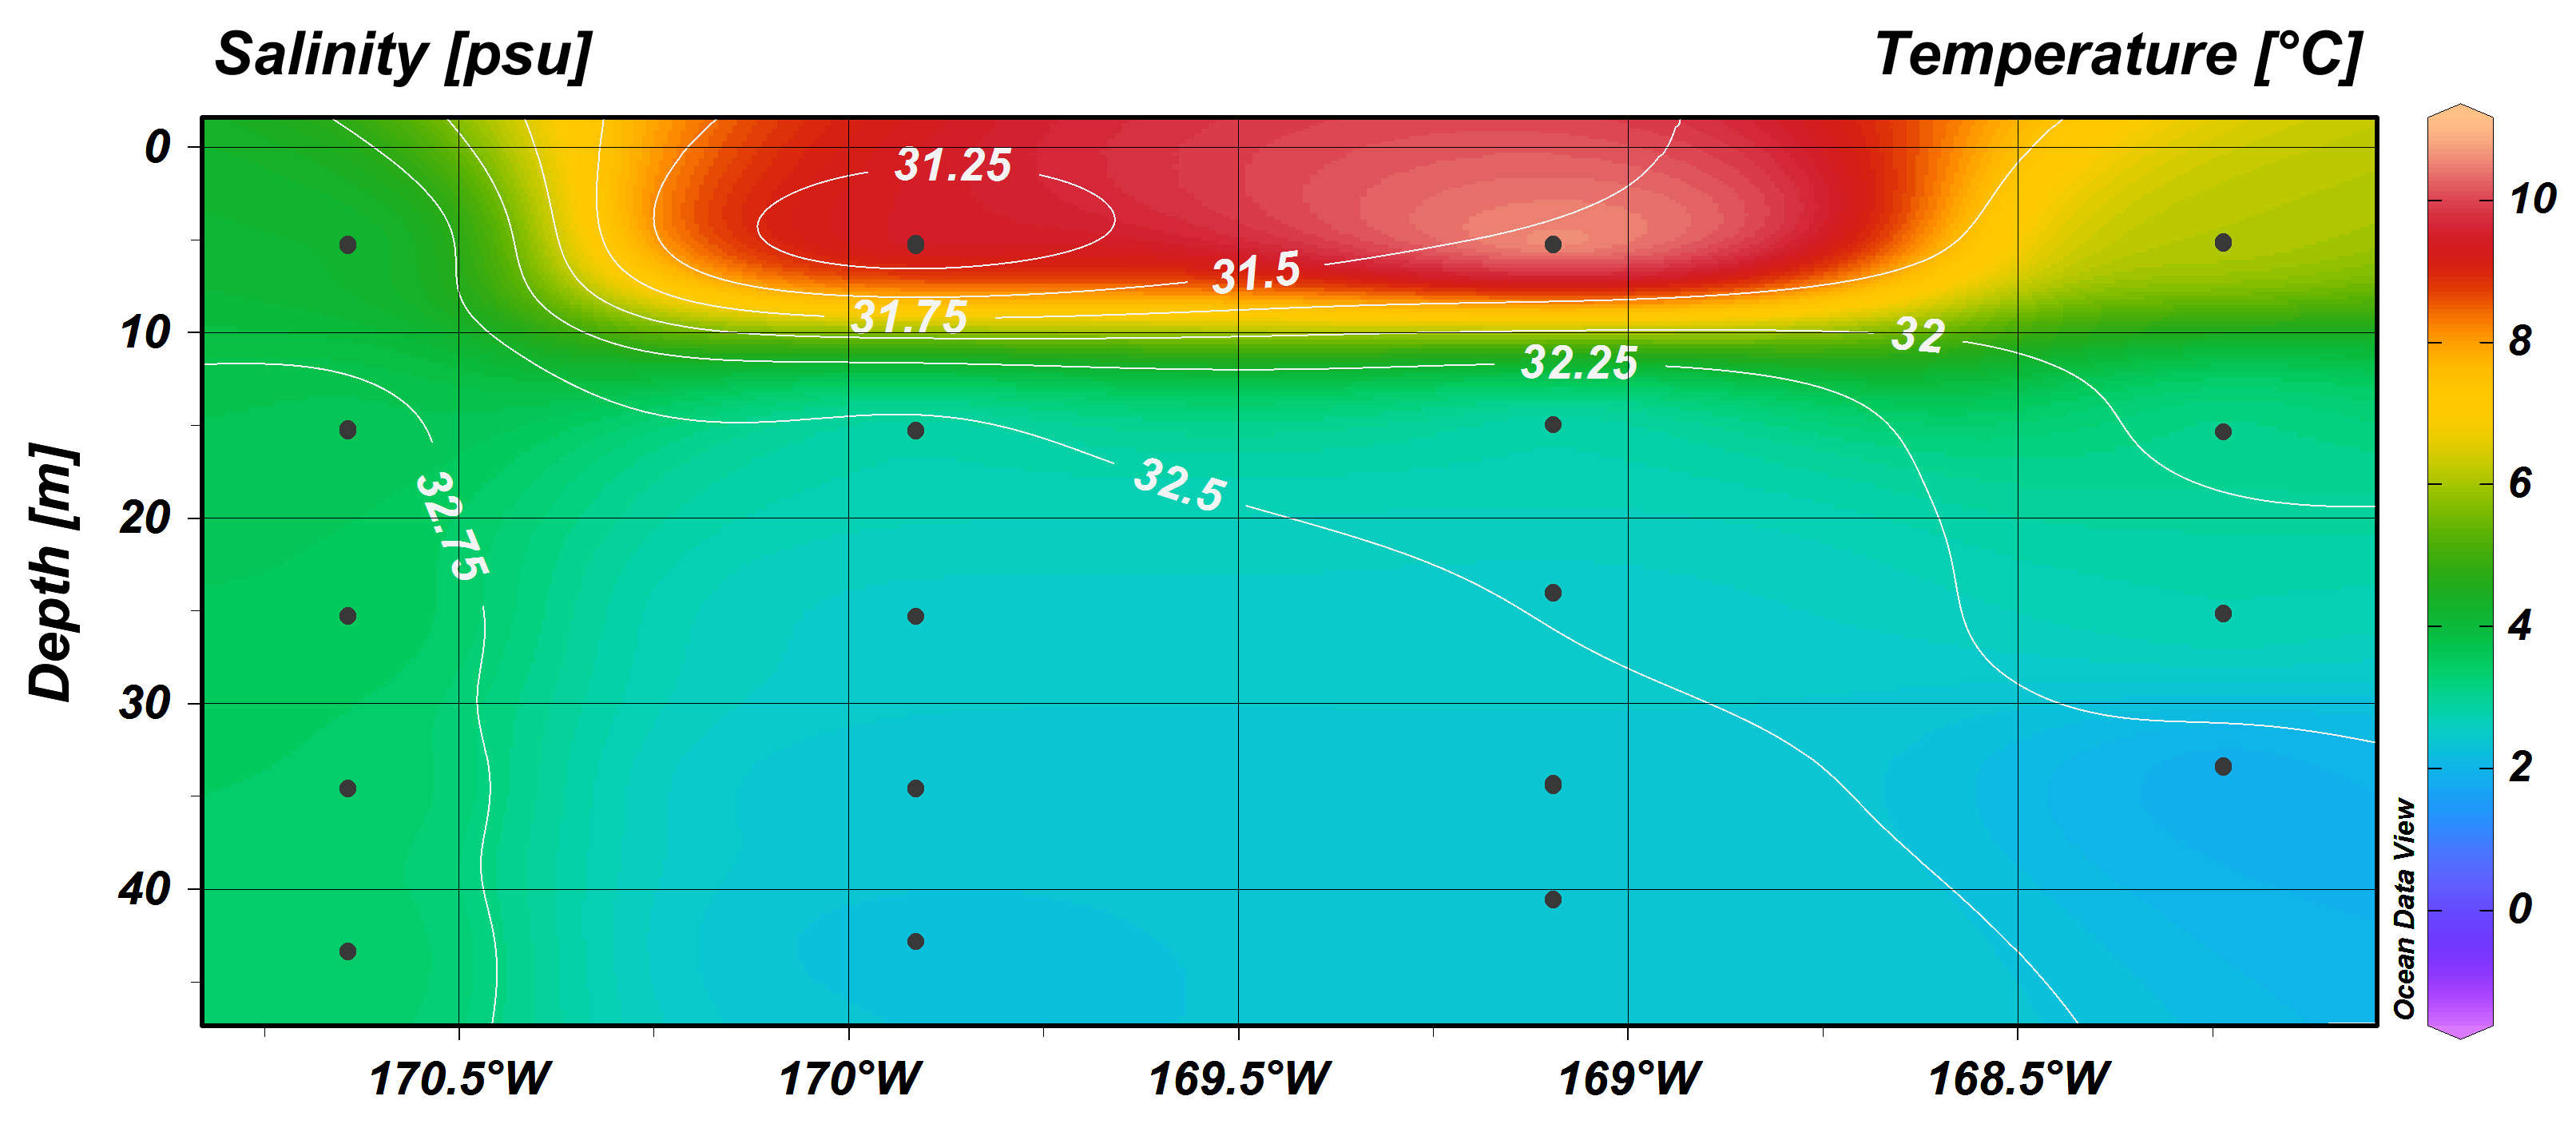 Salinity [psu]
Temperature [°C]
0
10
20
30
40
Depth [m]
31.25
31.5
31.75
32
32.25
32.5
32.75
170.5°W
170°W
169.5°W
169°W
168.5°W
10
8
6
4
2
0
Ocean Data View